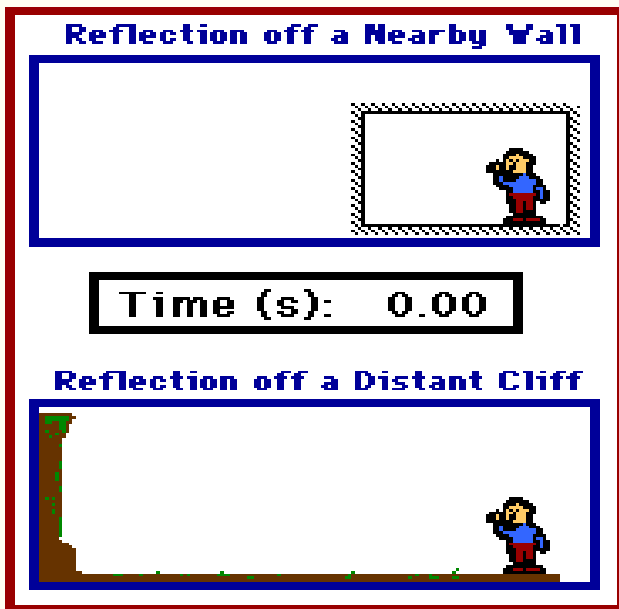 Reflection off a Nearby Wall
Time (s): 0.00
Reflection off a Distant Cliff